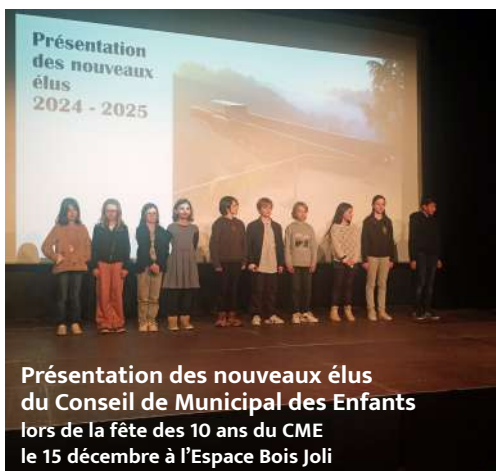 Présentation
des nouveaux
élus
2024 - 2025
Présentation des nouveaux élus
du Conseil de Municipal des Enfants
lors de la fête des 10 ans du CME
le 15 décembre à l'Espace Bois Joli